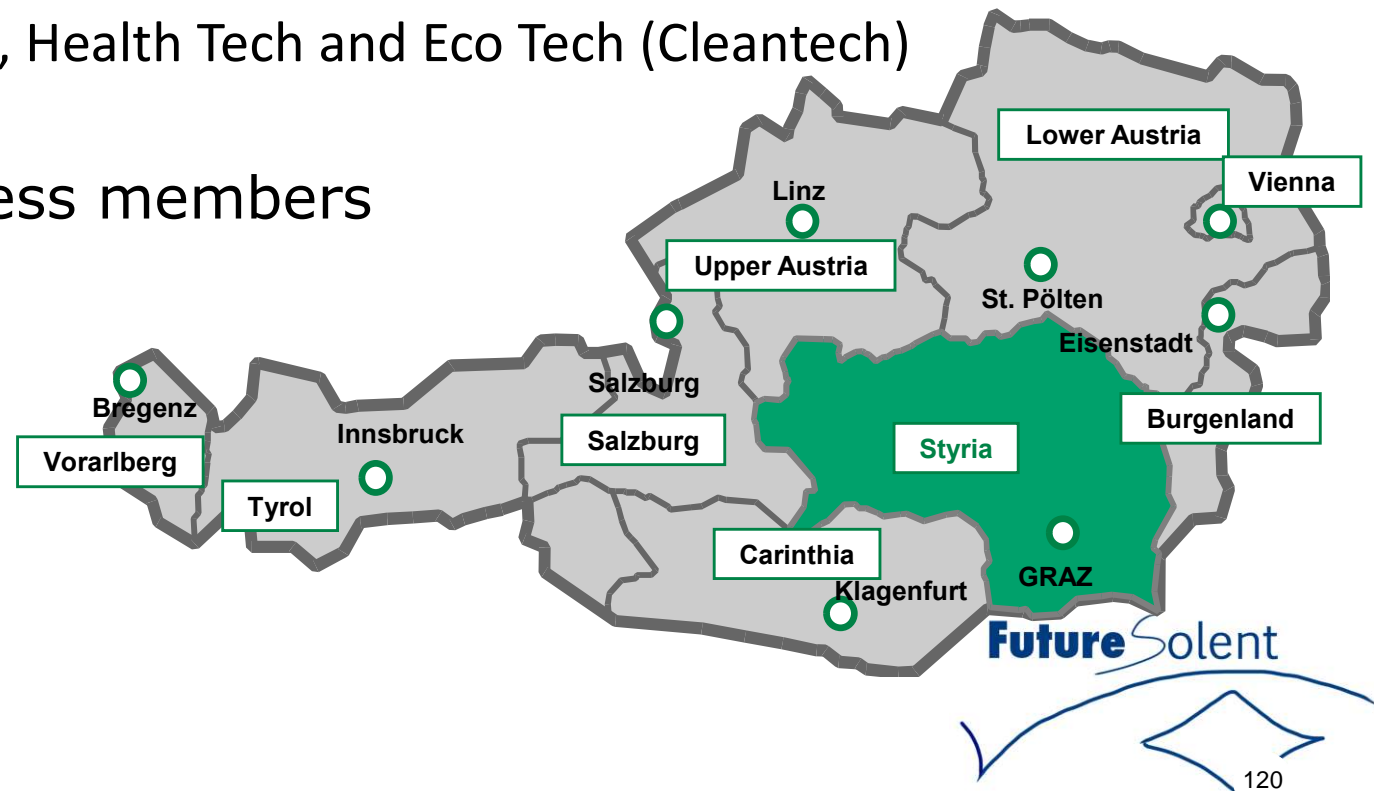 , Health Tech and Eco Tech (Cleantech)
ess members
Lower Austria
Vienna
Linz
Upper Austria
St. Pölten
Eisenstadt
Salzburg
Bregenz
Innsbruck
Salzburg
Styria
Burgenland
Vorarlberg
Tyrol
Carinthia
Klagenfurt
GRAZ
FutureSolent
120